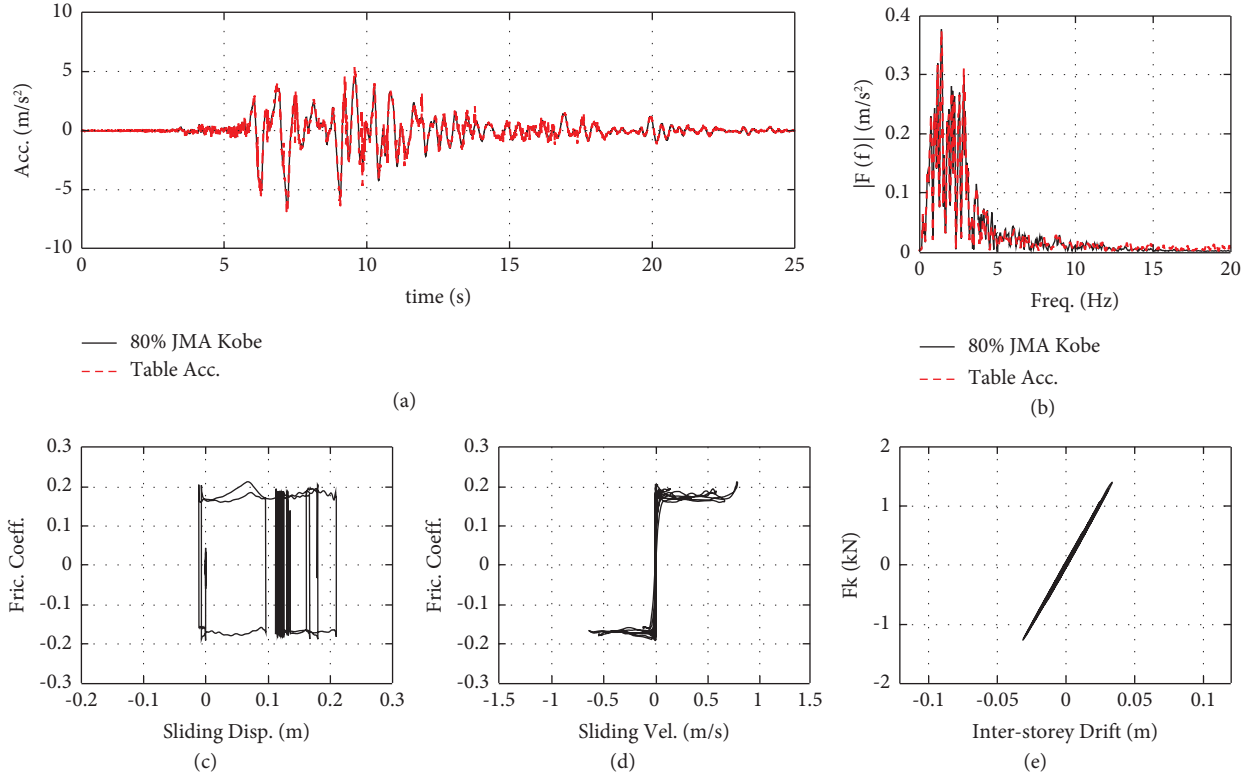 10
5
0
-5
-10
Acc. (m/s²)
0 5 10 15 20 25
time (s)
80% JMA Kobe
Table Acc.
(a)
0.4
0.3
0.2
0.1
0
|F (f)| (m/s²)
0 5 10 15 20
Freq. (Hz)
80% JMA Kobe
Table Acc.
(b)
0.3
0.2
0.1
0
-0.1
-0.2
-0.3
Fric. Coeff.
-0.2 -0.1 0 0.1 0.2 0.3
Sliding Disp. (m)
(c)
0.3
0.2
0.1
0
-0.1
-0.2
-0.3
Fric. Coeff.
-1.5 -1 -0.5 0 0.5 1 1.5
Sliding Vel. (m/s)
(d)
2
1
0
-1
-2
Fk (kN)
-0.1 -0.05 0 0.05 0.1
Inter-storey Drift (m)
(e)